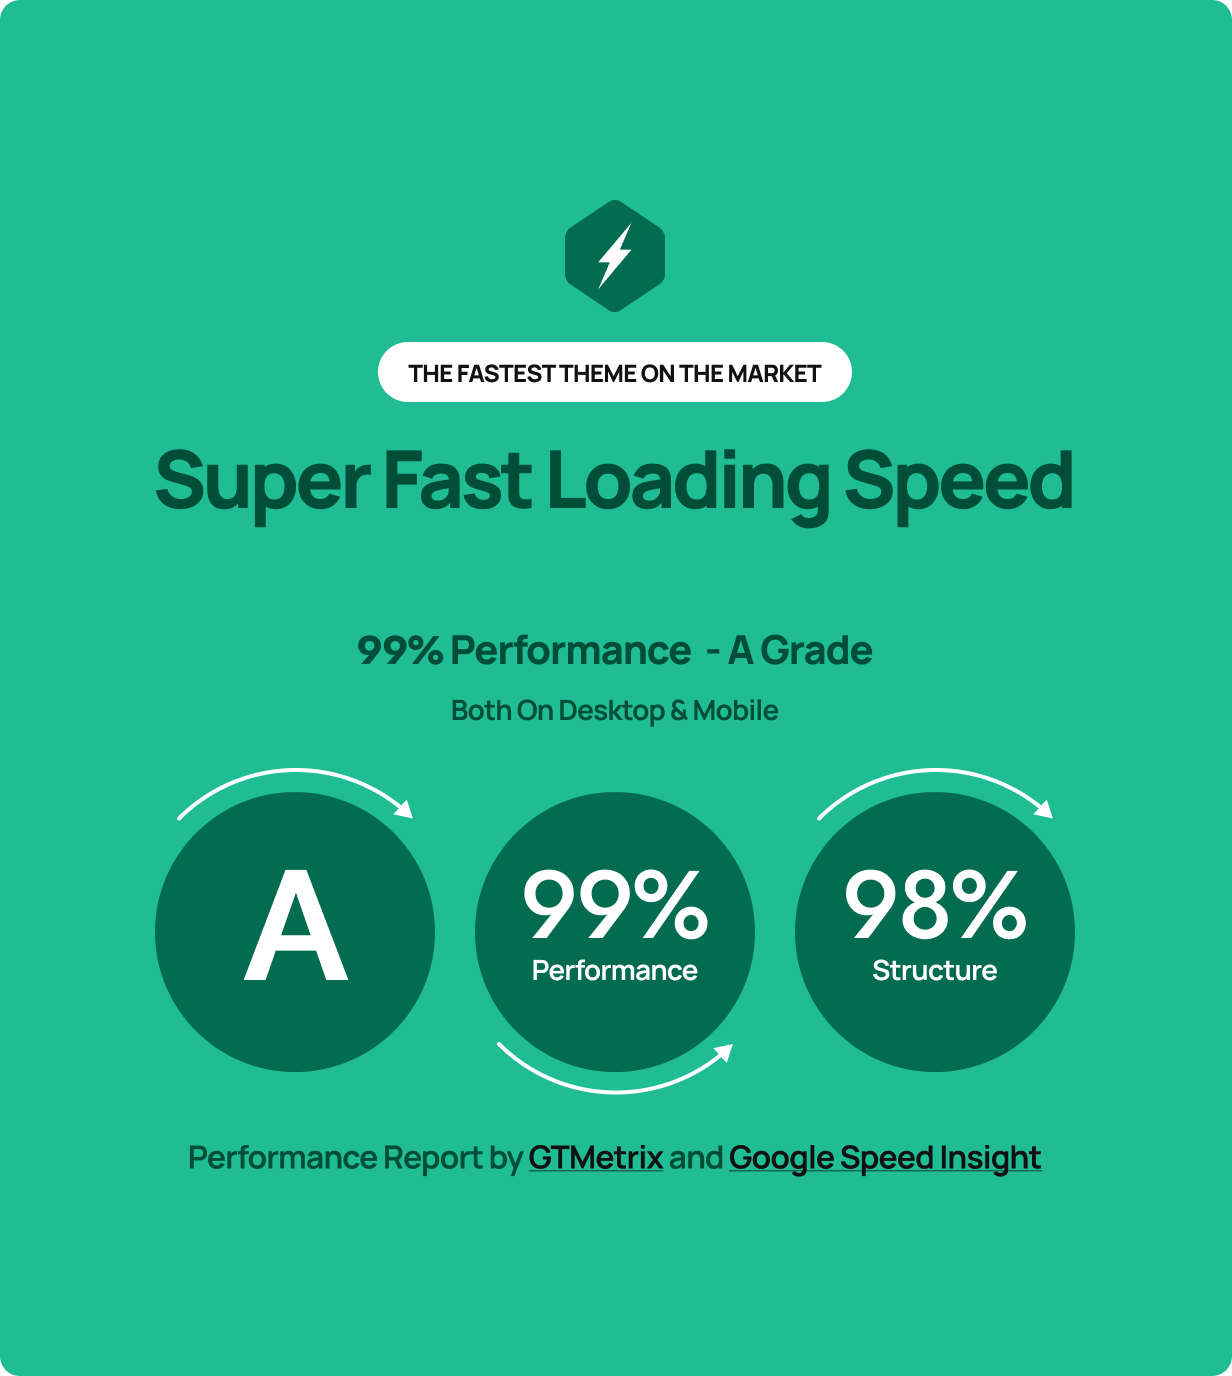 THE FASTEST THEME ON THE MARKET
Super Fast Loading Speed
99% Performance - A Grade
Both On Desktop & Mobile
A
99%
Performance
98%
Structure
Performance Report by GTMetrix and Google Speed Insight